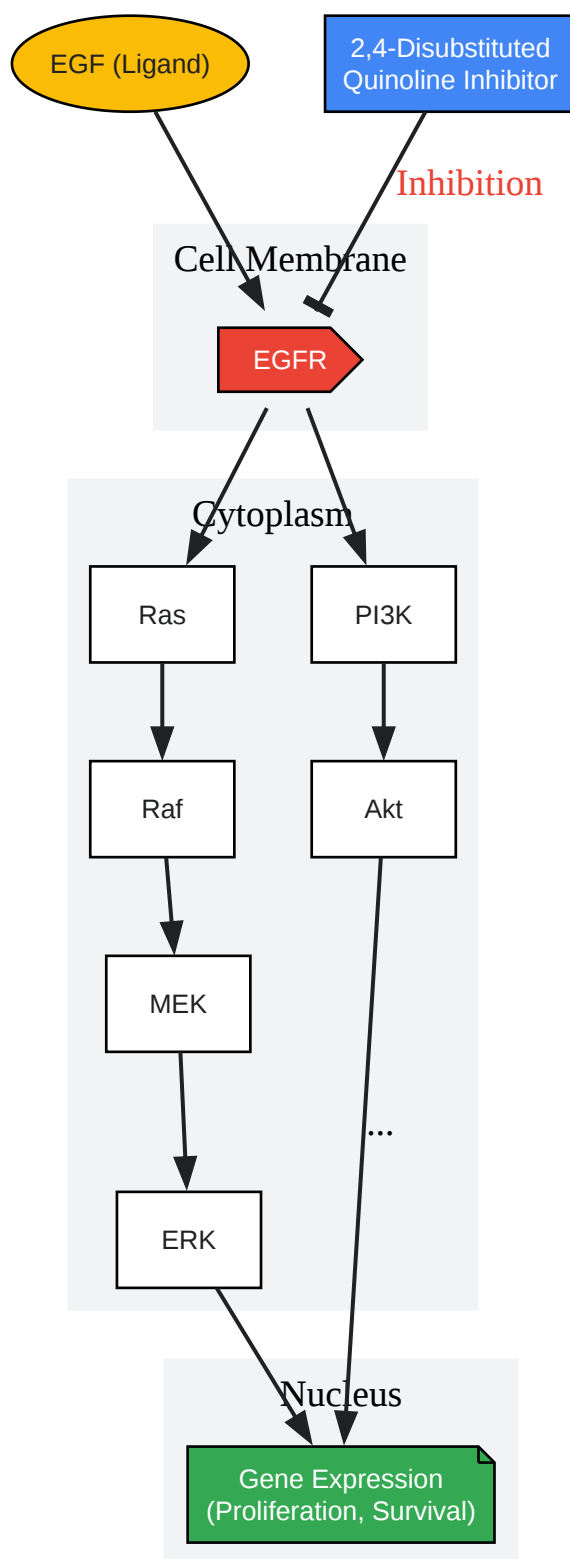 EGF (Ligand)
2,4-Disubstituted
Quinoline Inhibitor
Inhibition
Cell Membrane
EGFR
Cytoplasm
Ras
PI3K
Raf
Akt
MEK
...
ERK
Nucleus
Gene Expression
(Proliferation, Survival)